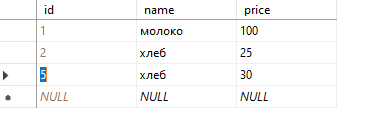 id name price
1 молоко 100
2 хлеб 25
5 хлеб 30
NULL NULL NULL